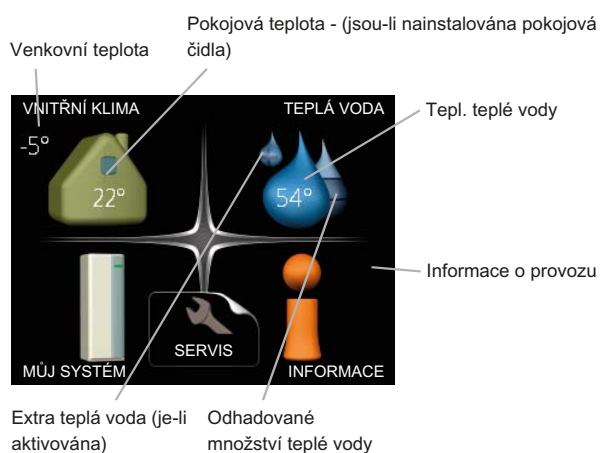 Pokojová teplota - (jsou-li nainstalována pokojová
čidla)
Venkovní teplota
VNITŘNÍ KLIMA
TEPLÁ VODA
Tepl. teplé vody
-5°
22°
54°
Informace o provozu
SERVIS
MŮJ SYSTÉM
INFORMACE
Extra teplá voda (je-li
aktivována)
Odhadované
množství teplé vody